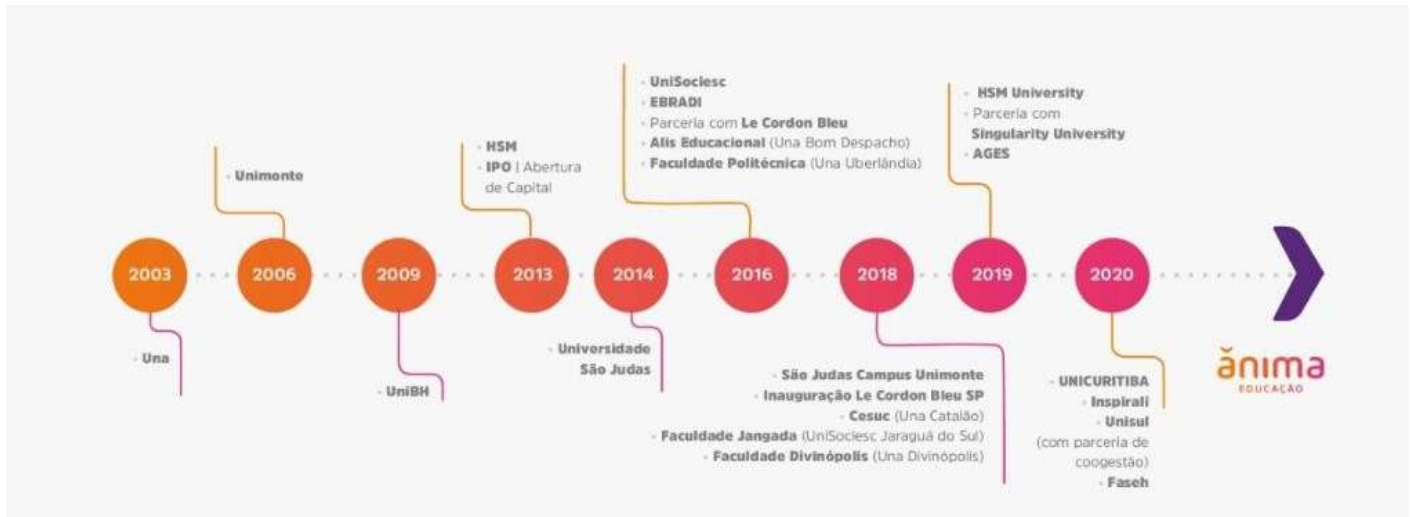 - UniSociesc
- EBRADI
- Parceria com Le Cordon Bleu
- Alis Educacional (Una Bom Despacho)
- Faculdade Politécnica (Una Uberlândia)
- HSM University
- Parceria com
Singularity University
- AGES
- HSM
- IPO | Abertura
de Capital
- Unimonte
2003
2006
2009
2013
2014
2016
2018
2019
2020
- Una
- UniBH
- Universidade
São Judas
- São Judas Campus Unimonte
- Inauguração Le Cordon Bleu SP
- Cesuc (Una Catalão)
- Faculdade Jangada (UniSociesc Jaraguá do Sul)
- Faculdade Divinópolis (Una Divinópolis)
- UNICURITIBA
- Inspirali
- Unisul
(com parceria de
coogestão)
- Faseh
ănima
EDUCAÇÃO